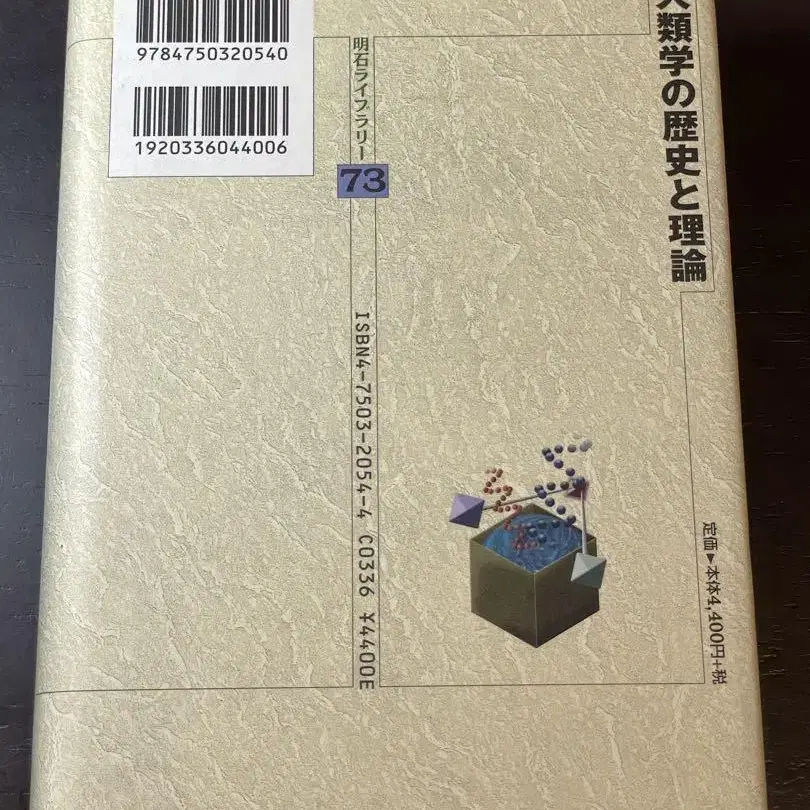 9784750320540
1920336044006
明石ライブラリー
73
人類学の歴史と理論
ISBN4-7503-2054-4 C0336 ¥4400E
定価▶本体4,400円+税